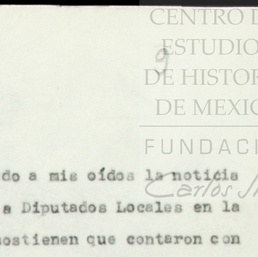 CENTRO D
ESTUDIO
DE HISTOR
DE MEXIC
FUNDACI
Carlos
9
do a mis oídos la noticia
a Diputados Locales en la
sostienen que contaron con